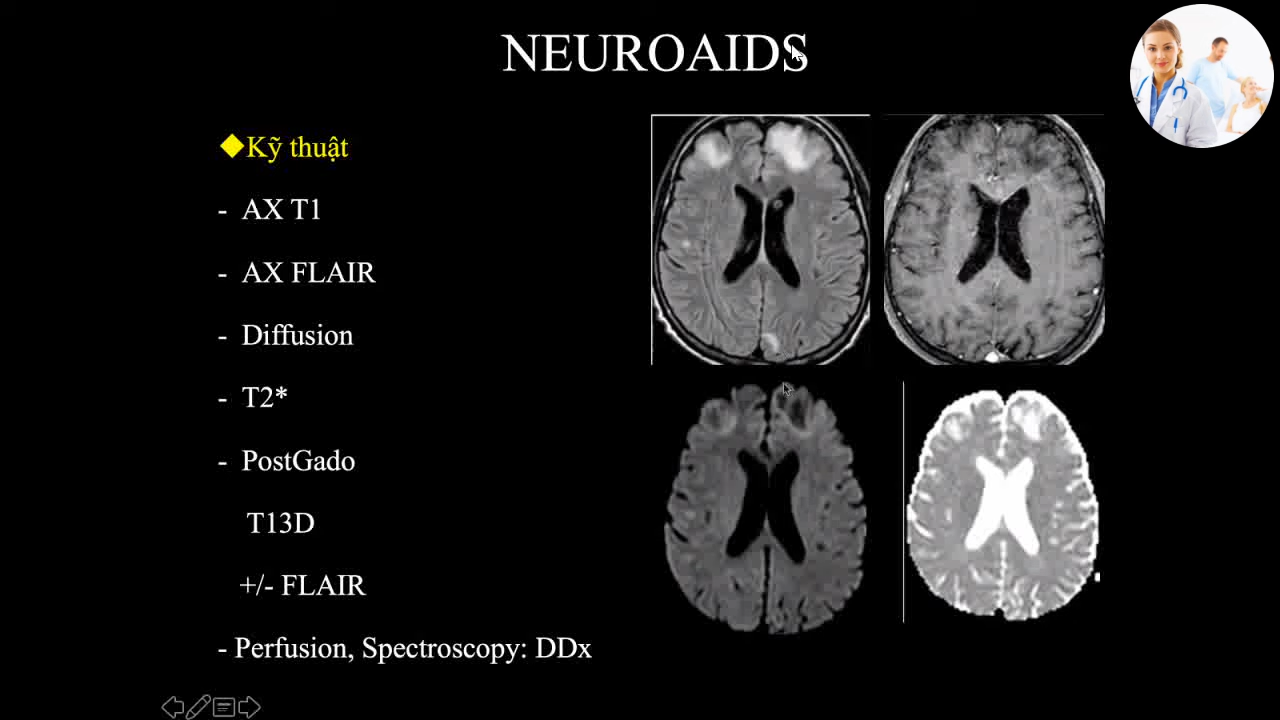 NEUROAIDS
◆Kỹ thuật
- AX T1
- AX FLAIR
- Diffusion
- T2*
- PostGado
T13D
+/- FLAIR
- Perfusion, Spectroscopy: DDx